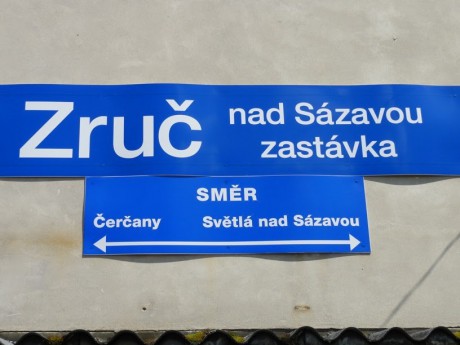 Zruč nad Sázavou
zastávka
SMĚR
Čerčany Světlá nad Sázavou